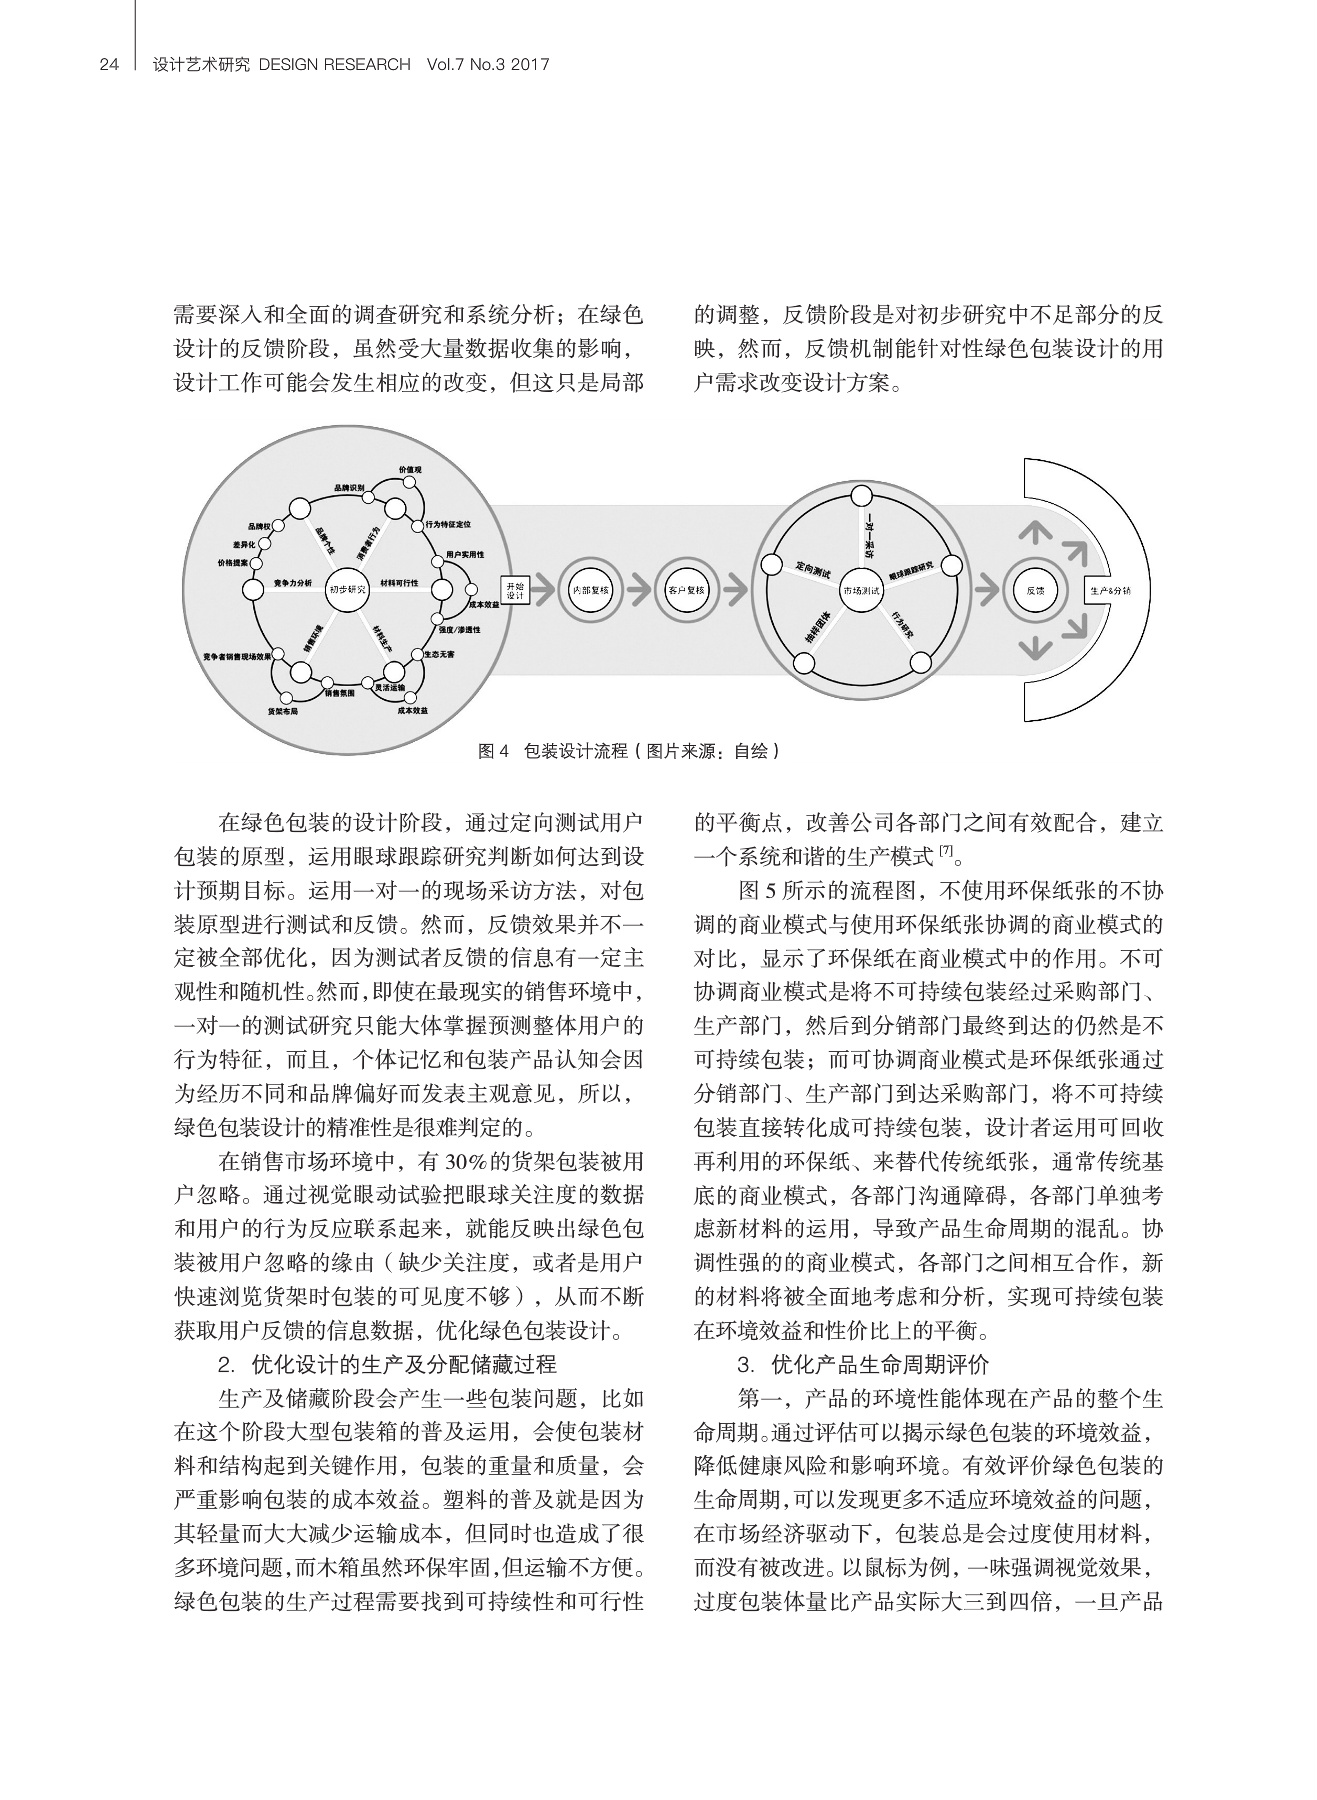 24 设计艺术研究 DESIGN RESEARCH Vol.7 No.3 2017
需要深入和全面的调查研究和系统分析；在绿色
设计的反馈阶段，虽然受大量数据收集的影响，
设计工作可能会发生相应的改变，但这只是局部
的调整，反馈阶段是对初步研究中不足部分的反
映，然而，反馈机制能针对性绿色包装设计的用
户需求改变设计方案。
价值观
品牌识别
品牌权
行为特征定位
差异化
价格提案
品牌个性
消费者行为
用户实用性
竞争力分析
初步研究
材料可行性
成本效益
强度/渗透性
销售环境
材料生产
竞争者销售现场效果
生态无害
销售氛围
灵活运输
货架布局
成本效益
开始
设计
内部复核
客户复核
一对一采访
定向测试
眼球跟踪研究
市场测试
抽样团体
行为研究
反馈
生产&分销
图 4 包装设计流程（图片来源：自绘）
在绿色包装的设计阶段，通过定向测试用户
包装的原型，运用眼球跟踪研究判断如何达到设
计预期目标。运用一对一的现场采访方法，对包
装原型进行测试和反馈。然而，反馈效果并不一
定被全部优化，因为测试者反馈的信息有一定主
观性和随机性。然而，即使在最现实的销售环境中，
一对一的测试研究只能大体掌握预测整体用户的
行为特征，而且，个体记忆和包装产品认知会因
为经历不同和品牌偏好而发表主观意见，所以，
绿色包装设计的精准性是很难判定的。
在销售市场环境中，有 30%的货架包装被用
户忽略。通过视觉眼动试验把眼球关注度的数据
和用户的行为反应联系起来，就能反映出绿色包
装被用户忽略的缘由（缺少关注度，或者是用户
快速浏览货架时包装的可见度不够），从而不断
获取用户反馈的信息数据，优化绿色包装设计。
2. 优化设计的生产及分配储藏过程
生产及储藏阶段会产生一些包装问题，比如
在这个阶段大型包装箱的普及运用，会使包装材
料和结构起到关键作用，包装的重量和质量，会
严重影响包装的成本效益。塑料的普及就是因为
其轻量而大大减少运输成本，但同时也造成了很
多环境问题，而木箱虽然环保牢固，但运输不方便。
绿色包装的生产过程需要找到可持续性和可行性
的平衡点，改善公司各部门之间有效配合，建立
一个系统和谐的生产模式 [7]。
图 5 所示的流程图，不使用环保纸张的不协
调的商业模式与使用环保纸张协调的商业模式的
对比，显示了环保纸在商业模式中的作用。不可
协调商业模式是将不可持续包装经过采购部门、
生产部门，然后到分销部门最终到达的仍然是不
可持续包装；而可协调商业模式是环保纸张通过
分销部门、生产部门到达采购部门，将不可持续
包装直接转化成可持续包装，设计者运用可回收
再利用的环保纸、来替代传统纸张，通常传统基
底的商业模式，各部门沟通障碍，各部门单独考
虑新材料的运用，导致产品生命周期的混乱。协
调性强的的商业模式，各部门之间相互合作，新
的材料将被全面地考虑和分析，实现可持续包装
在环境效益和性价比上的平衡。
3. 优化产品生命周期评价
第一，产品的环境性能体现在产品的整个生
命周期。通过评估可以揭示绿色包装的环境效益，
降低健康风险和影响环境。有效评价绿色包装的
生命周期，可以发现更多不适应环境效益的问题，
在市场经济驱动下，包装总是会过度使用材料，
而没有被改进。以鼠标为例，一味强调视觉效果，
过度包装体量比产品实际大三到四倍，一旦产品